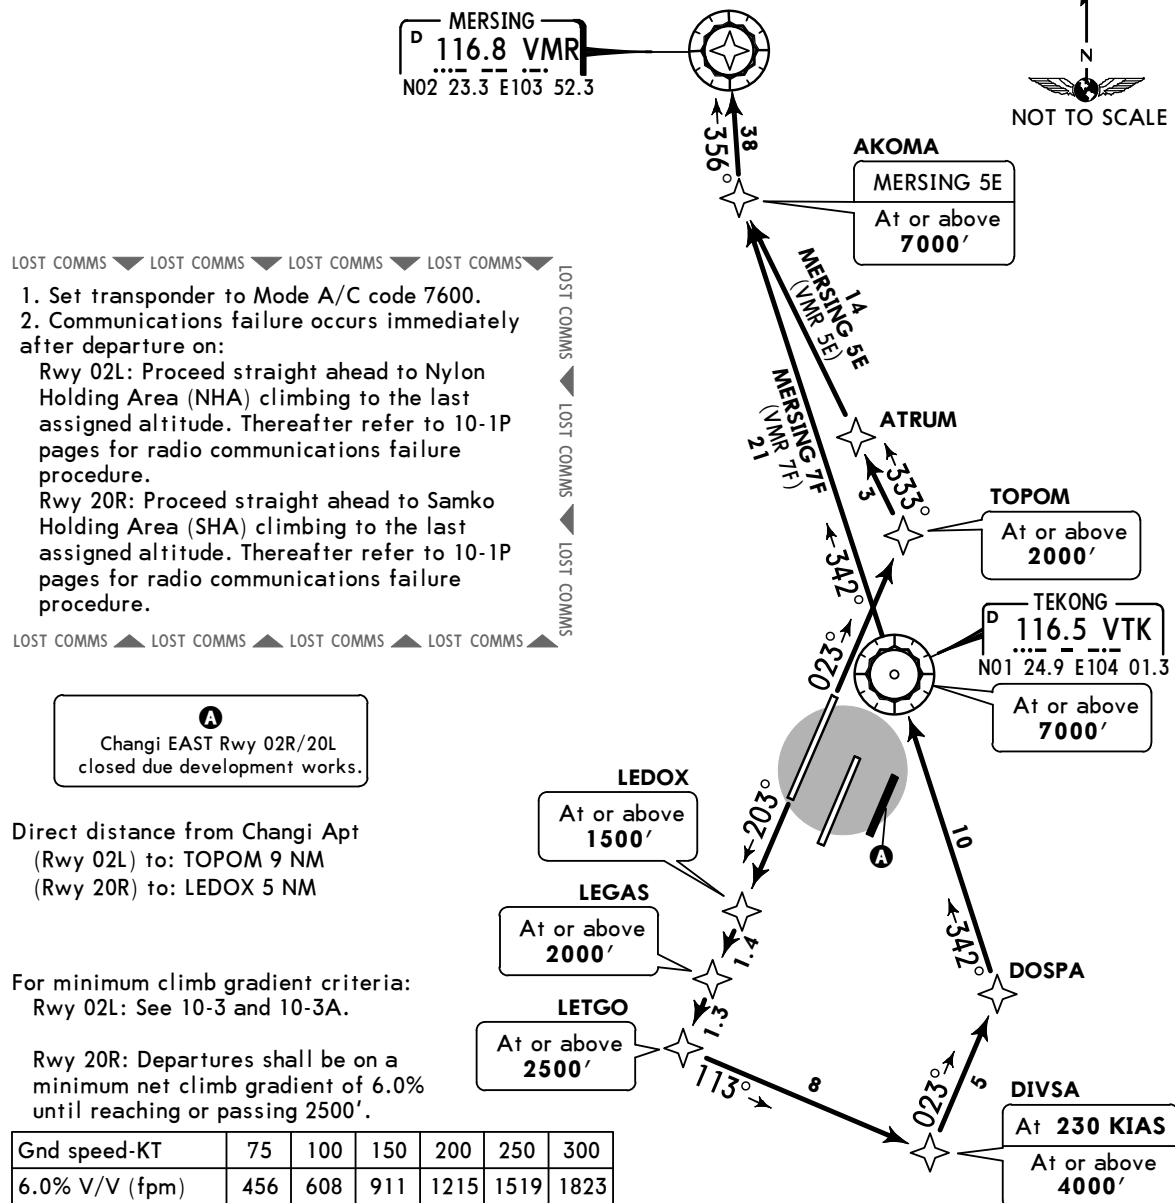 MERSING
D 116.8 VMR
N02 23.3 E103 52.3
N
NOT TO SCALE
38
356°
AKOMA
MERSING 5E
At or above
7000'
LOST COMMS LOST COMMS LOST COMMS LOST COMMS
LOST COMMS LOST COMMS LOST COMMS
1. Set transponder to Mode A/C code 7600.
2. Communications failure occurs immediately
after departure on:
Rwy 02L: Proceed straight ahead to Nylon
Holding Area (NHA) climbing to the last
assigned altitude. Thereafter refer to 10-1P
pages for radio communications failure
procedure.
Rwy 20R: Proceed straight ahead to Samko
Holding Area (SHA) climbing to the last
assigned altitude. Thereafter refer to 10-1P
pages for radio communications failure
procedure.
LOST COMMS LOST COMMS LOST COMMS LOST COMMS
14
MERSING 5E
(VMR 5E)
MERSING 7F
(VMR 7F)
21
ATRUM
333°
3
TOPOM
At or above
2000'
342°
023°
TEKONG
D 116.5 VTK
N01 24.9 E104 01.3
At or above
7000'
A
Changi EAST Rwy 02R/20L
closed due development works.
Direct distance from Changi Apt
(Rwy 02L) to: TOPOM 9 NM
(Rwy 20R) to: LEDOX 5 NM
LEDOX
At or above
1500'
203°
A
10
LEGAS
At or above
2000'
1.4
342°
DOSPA
For minimum climb gradient criteria:
Rwy 02L: See 10-3 and 10-3A.
Rwy 20R: Departures shall be on a
minimum net climb gradient of 6.0%
until reaching or passing 2500'.
LETGO
At or above
2500'
1.3
113°
8
023°
5
DIVSA
At 230 KIAS
At or above
4000'
Gnd speed-KT 75 100 150 200 250 300
6.0% V/V (fpm) 456 608 911 1215 1519 1823